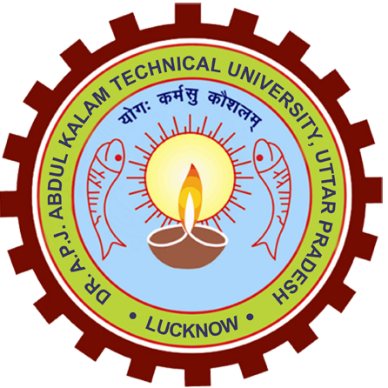 DR. A.P.J. ABDUL KALAM TECHNICAL UNIVERSITY, UTTAR PRADESH
योगः कर्मसु कौशलम्
• LUCKNOW •